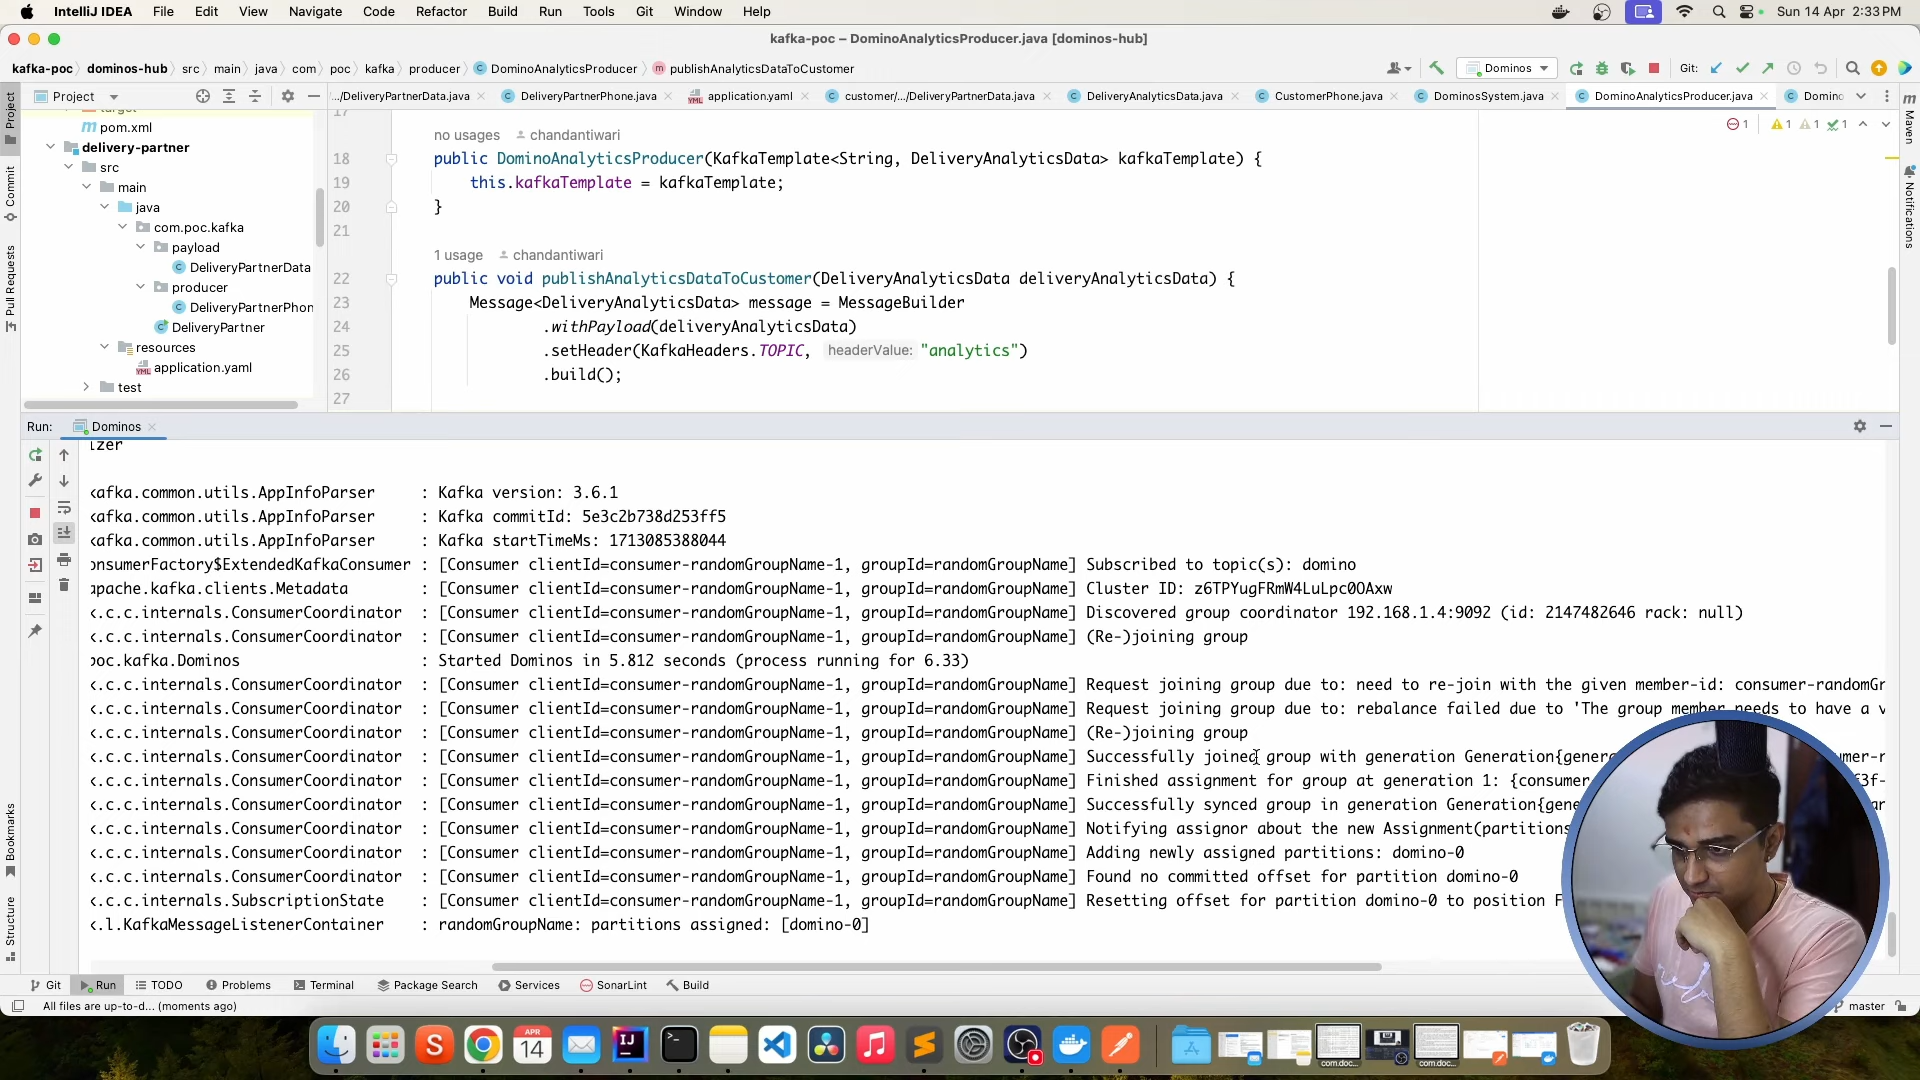 IntelliJ IDEA File Edit View Navigate Code Refactor Build Run Tools Git Window Help Sun 14 Apr 2:33 PM
kafka-poc – DominoAnalyticsProducer.java [dominos-hub]
kafka-poc dominos-hub src main java com poc kafka producer DominoAnalyticsProducer publishAnalyticsDataToCustomer Dominos Git:
Project .../DeliveryPartnerData.java DeliveryPartnerPhone.java application.yaml customer/.../DeliveryPartnerData.java DeliveryAnalyticsData.java CustomerPhone.java DominosSystem.java DominoAnalyticsProducer.java Domino
target
pom.xml
delivery-partner
src
main
java
com.poc.kafka
payload
DeliveryPartnerData
producer
DeliveryPartnerPhon
DeliveryPartner
resources
application.yaml
test
17
no usages chandantiwari
1 1 1 1
18 public DominoAnalyticsProducer(KafkaTemplate<String, DeliveryAnalyticsData> kafkaTemplate) {
19 this.kafkaTemplate = kafkaTemplate;
20 }
21
1 usage chandantiwari
22 public void publishAnalyticsDataToCustomer(DeliveryAnalyticsData deliveryAnalyticsData) {
23 Message<DeliveryAnalyticsData> message = MessageBuilder
24 .withPayload(deliveryAnalyticsData)
25 .setHeader(KafkaHeaders.TOPIC, headerValue: "analytics")
26 .build();
27
Project
Commit
Pull Requests
Bookmarks
Structure
Maven
Notifications
Run: Dominos
izer
kafka.common.utils.AppInfoParser : Kafka version: 3.6.1
kafka.common.utils.AppInfoParser : Kafka commitId: 5e3c2b738d253ff5
kafka.common.utils.AppInfoParser : Kafka startTimeMs: 1713085388044
onsumerFactory$ExtendedKafkaConsumer : [Consumer clientId=consumer-randomGroupName-1, groupId=randomGroupName] Subscribed to topic(s): domino
apache.kafka.clients.Metadata : [Consumer clientId=consumer-randomGroupName-1, groupId=randomGroupName] Cluster ID: z6TPYugFRmW4LuLpc0OAxw
k.c.c.internals.ConsumerCoordinator : [Consumer clientId=consumer-randomGroupName-1, groupId=randomGroupName] Discovered group coordinator 192.168.1.4:9092 (id: 2147482646 rack: null)
k.c.c.internals.ConsumerCoordinator : [Consumer clientId=consumer-randomGroupName-1, groupId=randomGroupName] (Re-)joining group
poc.kafka.Dominos : Started Dominos in 5.812 seconds (process running for 6.33)
k.c.c.internals.ConsumerCoordinator : [Consumer clientId=consumer-randomGroupName-1, groupId=randomGroupName] Request joining group due to: need to re-join with the given member-id: consumer-randomGr
k.c.c.internals.ConsumerCoordinator : [Consumer clientId=consumer-randomGroupName-1, groupId=randomGroupName] Request joining group due to: rebalance failed due to 'The group member needs to have a v
k.c.c.internals.ConsumerCoordinator : [Consumer clientId=consumer-randomGroupName-1, groupId=randomGroupName] (Re-)joining group
k.c.c.internals.ConsumerCoordinator : [Consumer clientId=consumer-randomGroupName-1, groupId=randomGroupName] Successfully joined group with generation Generation{gener umer-r
k.c.c.internals.ConsumerCoordinator : [Consumer clientId=consumer-randomGroupName-1, groupId=randomGroupName] Finished assignment for group at generation 1: {consumer f3f-
k.c.c.internals.ConsumerCoordinator : [Consumer clientId=consumer-randomGroupName-1, groupId=randomGroupName] Successfully synced group in generation Generation{gene
k.c.c.internals.ConsumerCoordinator : [Consumer clientId=consumer-randomGroupName-1, groupId=randomGroupName] Notifying assignor about the new Assignment(partitions
k.c.c.internals.ConsumerCoordinator : [Consumer clientId=consumer-randomGroupName-1, groupId=randomGroupName] Adding newly assigned partitions: domino-0
k.c.c.internals.ConsumerCoordinator : [Consumer clientId=consumer-randomGroupName-1, groupId=randomGroupName] Found no committed offset for partition domino-0
k.c.c.internals.SubscriptionState : [Consumer clientId=consumer-randomGroupName-1, groupId=randomGroupName] Resetting offset for partition domino-0 to position F
k.l.KafkaMessageListenerContainer : randomGroupName: partitions assigned: [domino-0]
Git Run TODO Problems Terminal Package Search Services SonarLint Build
All files are up-to-d... (moments ago) master
APR
14